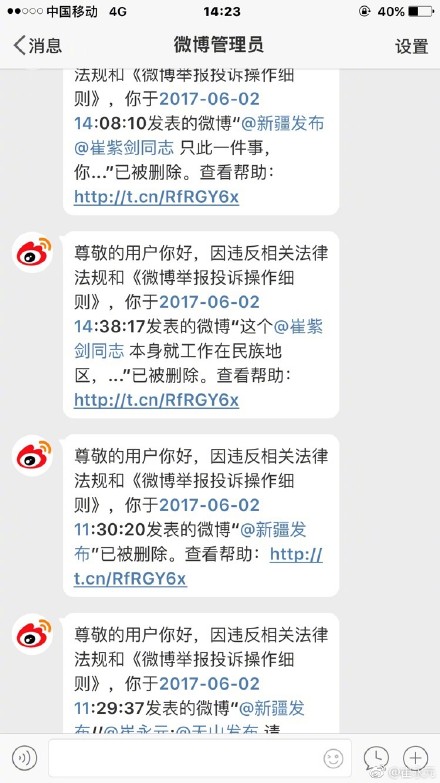 中国移动 4G 14:23 40%
消息 微博管理员 设置
法规和《微博举报投诉操作细
则》，你于2017-06-02
14:08:10发表的微博“@新疆发布
@崔紫剑同志 只此一件事，
你...”已被删除。查看帮助：
http://t.cn/RfRGY6x
尊敬的用户你好，因违反相关法律
法规和《微博举报投诉操作细
则》，你于2017-06-02
14:38:17发表的微博“这个@崔紫
剑同志 本身就工作在民族地
区，...”已被删除。查看帮助：
http://t.cn/RfRGY6x
尊敬的用户你好，因违反相关法律
法规和《微博举报投诉操作细
则》，你于2017-06-02
11:30:20发表的微博“@新疆发
布”已被删除。查看帮助：http://
t.cn/RfRGY6x
尊敬的用户你好，因违反相关法律
法规和《微博举报投诉操作细
则》，你于2017-06-02
11:29:37发表的微博“@新疆发
布//@崔永元:@天山发布 请